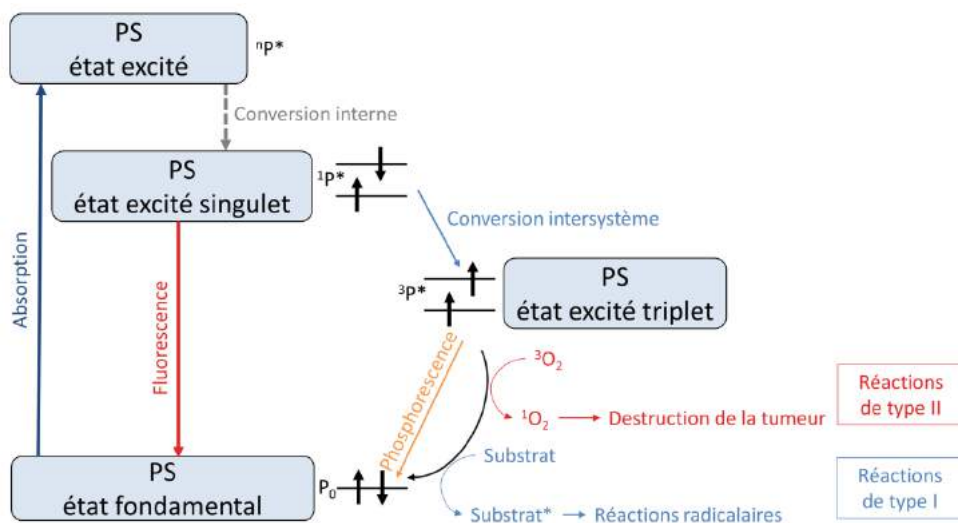 PS
état excité
ⁿP*
Conversion interne
PS
état excité singulet
¹P*
Conversion intersystème
Absorption
Fluorescence
³P*
PS
état excité triplet
Phosphorescence
³O₂
¹O₂
Destruction de la tumeur
Réactions
de type II
PS
état fondamental
P₀
Substrat
Substrat*
Réactions radicalaires
Réactions
de type I